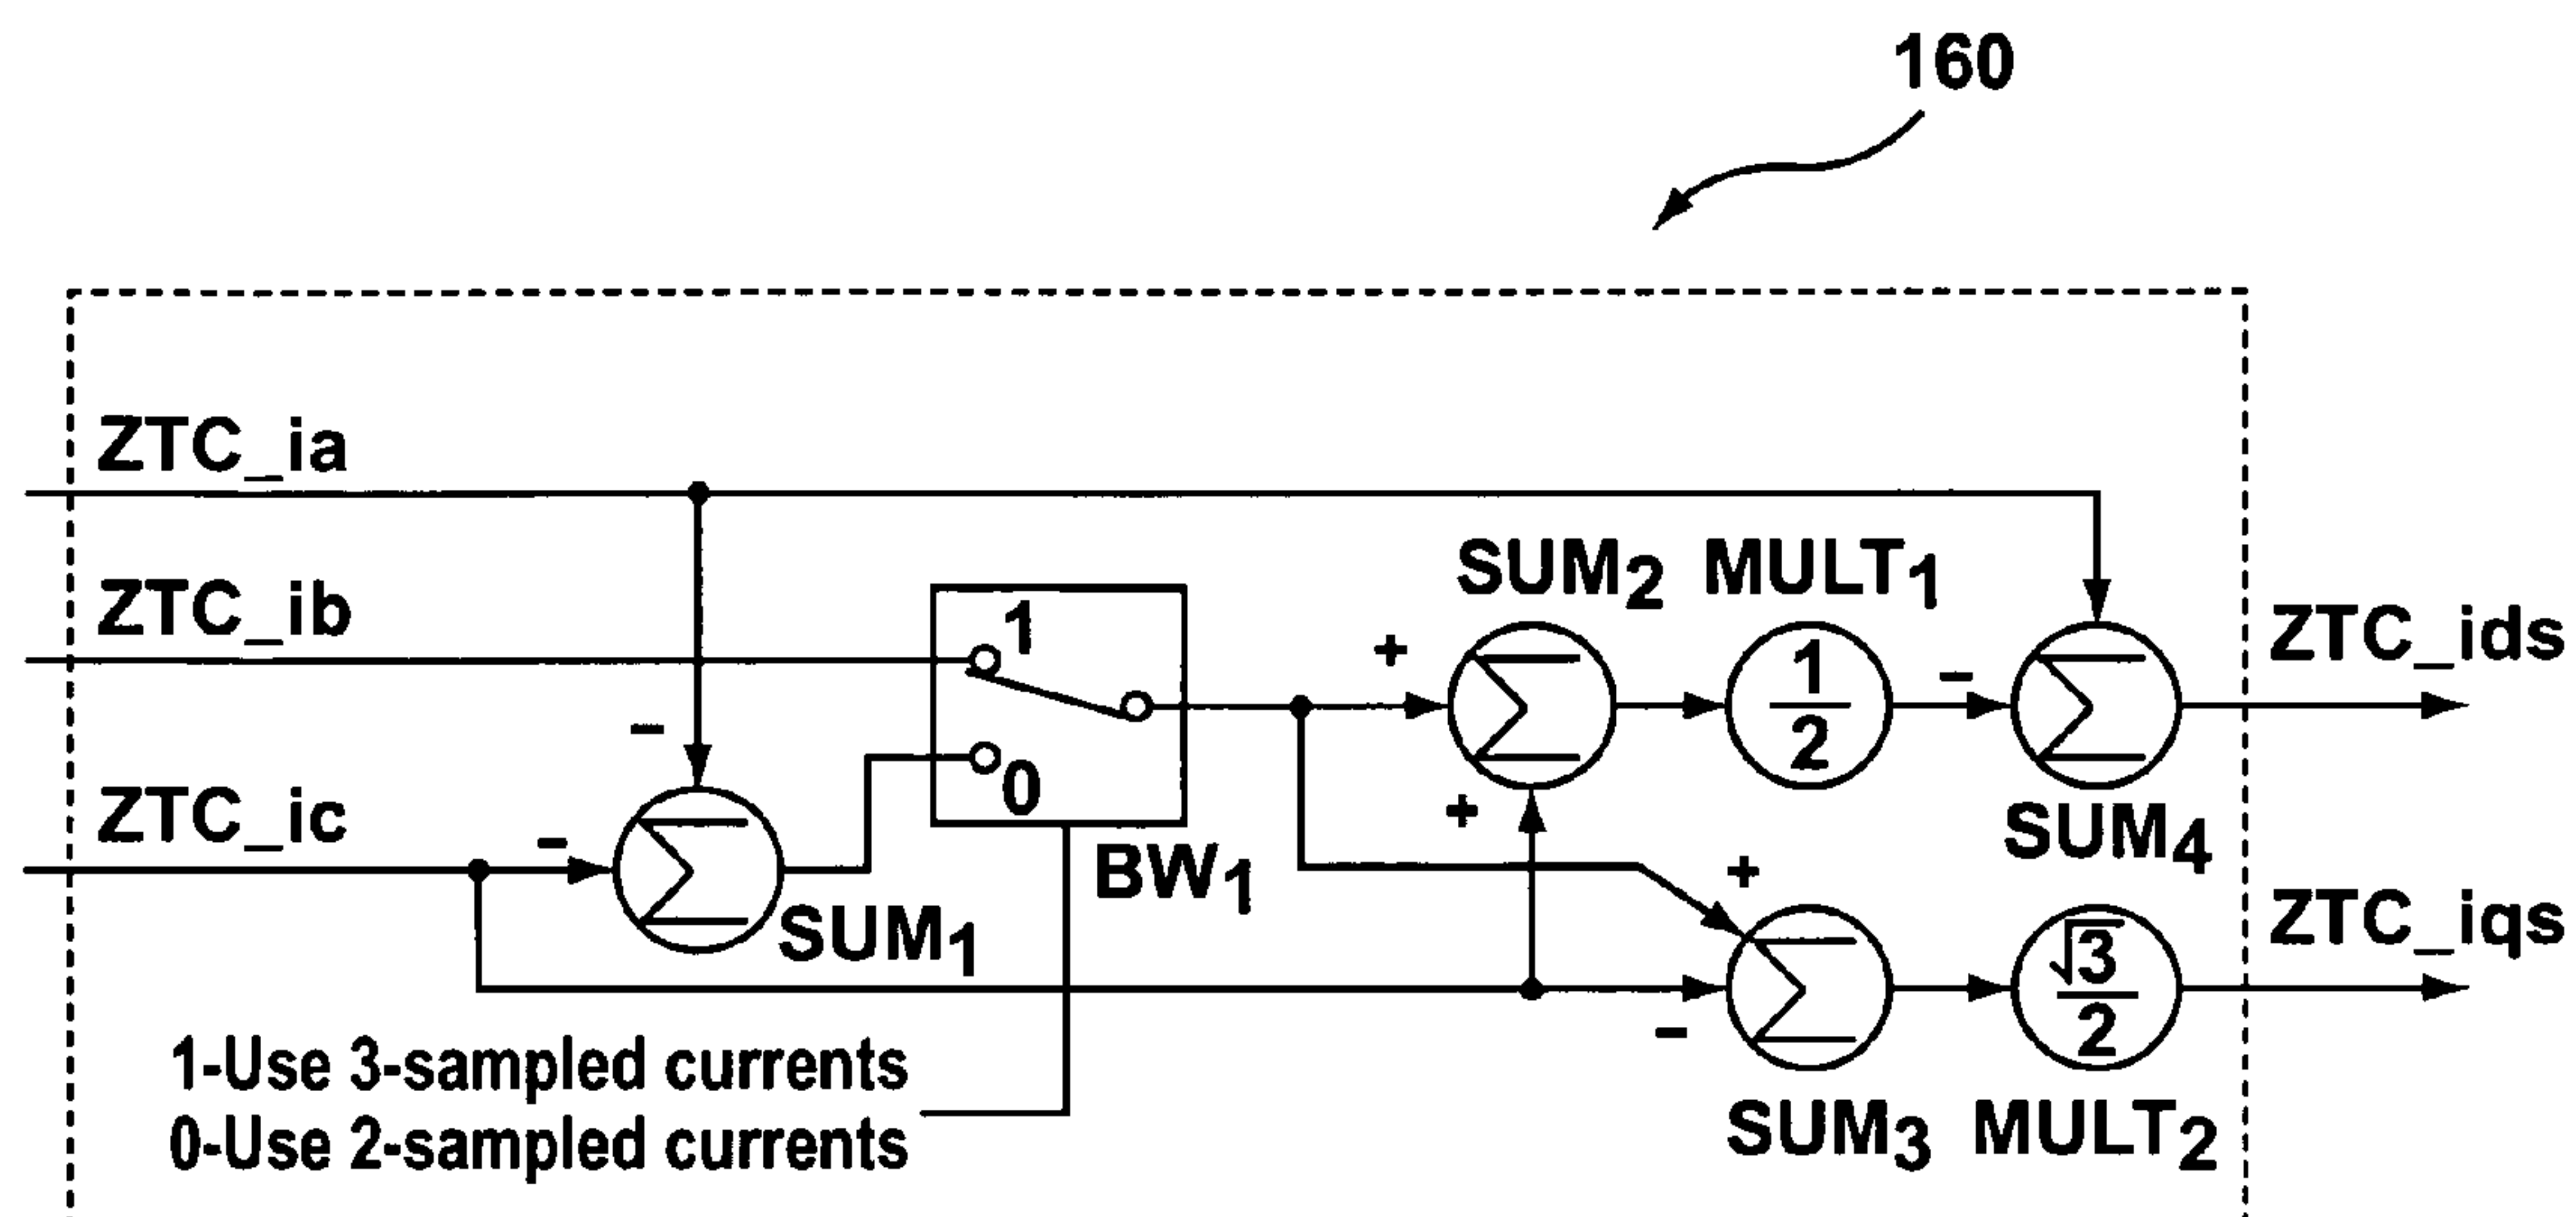 160
ZTC_ia
ZTC_ib
ZTC_ic
-
-
SUM1
1
0
BW1
1-Use 3-sampled currents
0-Use 2-sampled currents
SUM2
MULT1
+
+
1/2
-
SUM4
ZTC_ids
+
-
SUM3
√3/2
MULT2
ZTC_iqs